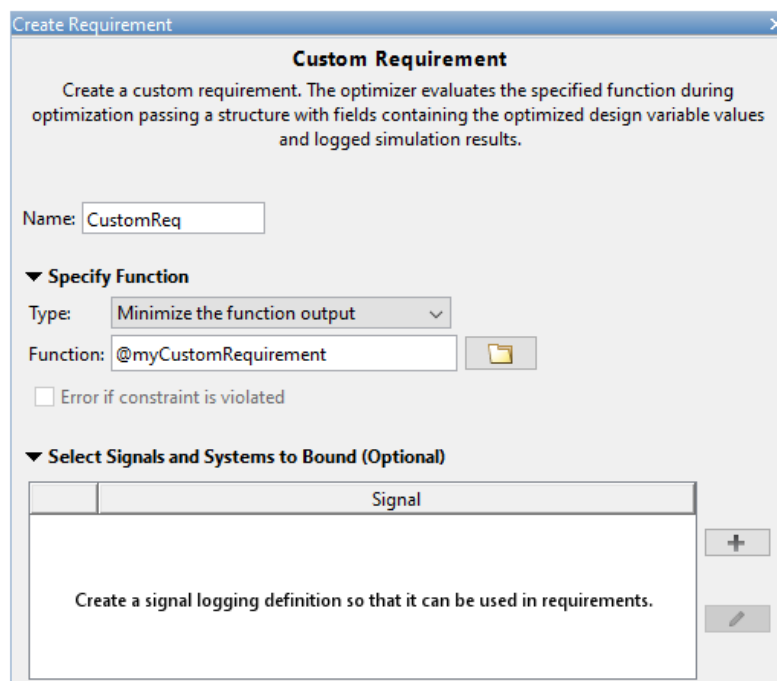 Create Requirement
Custom Requirement
Create a custom requirement. The optimizer evaluates the specified function during
optimization passing a structure with fields containing the optimized design variable values
and logged simulation results.
Name: CustomReq
Specify Function
Type: Minimize the function output
Function: @myCustomRequirement
Error if constraint is violated
Select Signals and Systems to Bound (Optional)
Signal
Create a signal logging definition so that it can be used in requirements.